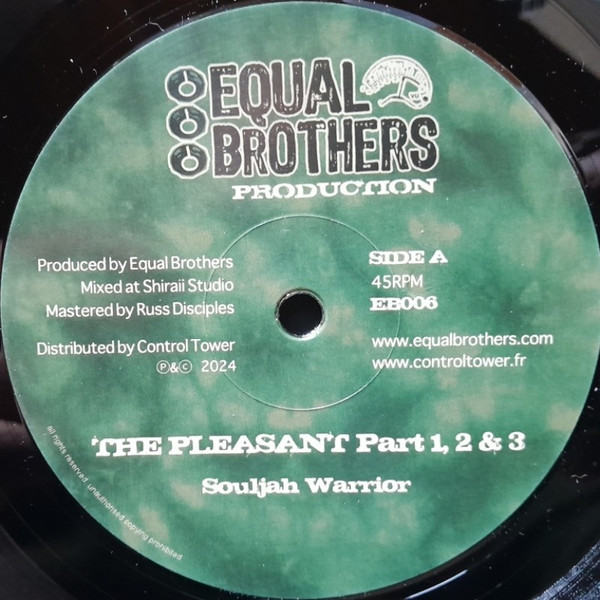 EQUAL
BROTHERS
PRODUCTION
Produced by Equal Brothers
Mixed at Shiraii Studio
Mastered by Russ Disciples
Distributed by Control Tower
Ⓟ&© 2024
SIDE A
45RPM
EB006
www.equalbrothers.com
www.controltower.fr
THE PLEASANT Part 1, 2 & 3
Souljah Warrior
all rights reserved . unauthorised copying prohibited